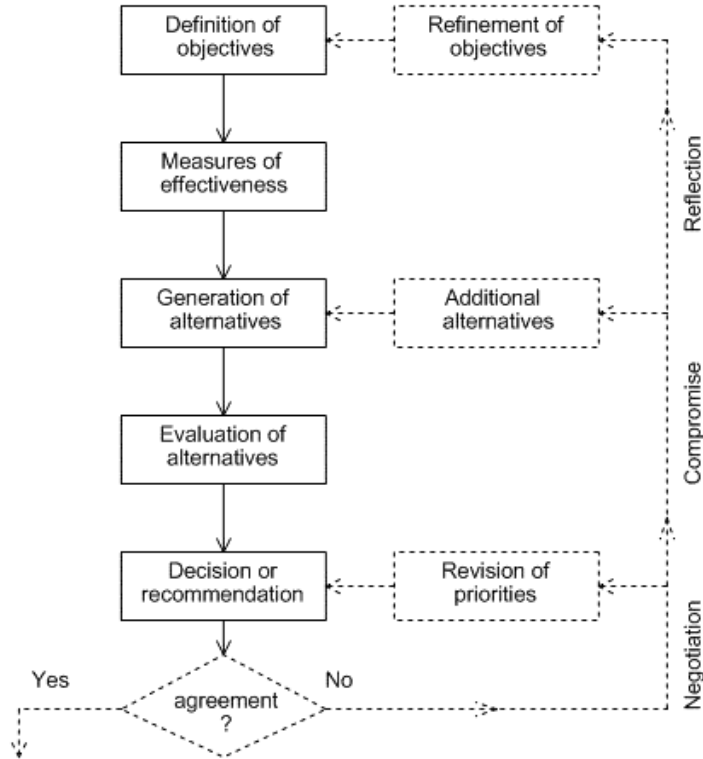 Definition of
objectives
Refinement of
objectives
Measures of
effectiveness
Reflection
Generation of
alternatives
Additional
alternatives
Compromise
Evaluation of
alternatives
Decision or
recommendation
Revision of
priorities
Negotiation
Yes
agreement
?
No